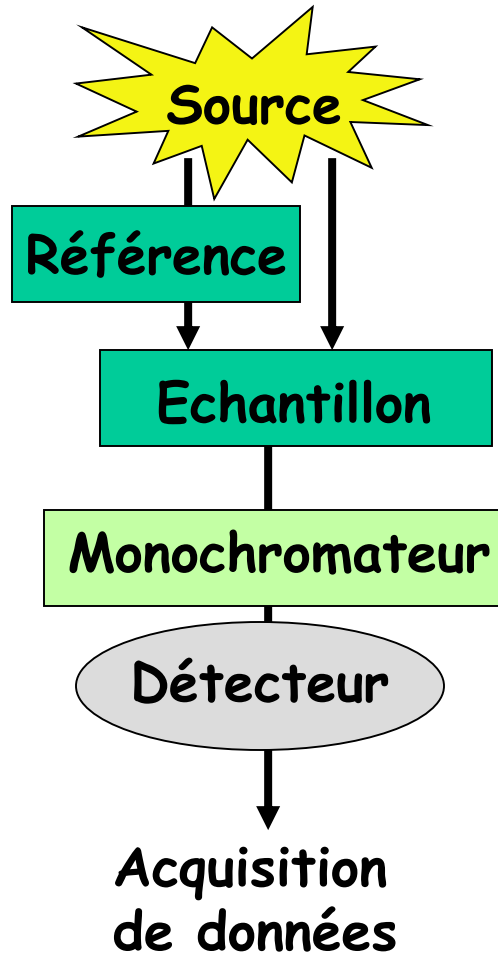 Source
Référence
Echantillon
Monochromateur
Détecteur
Acquisition
de données